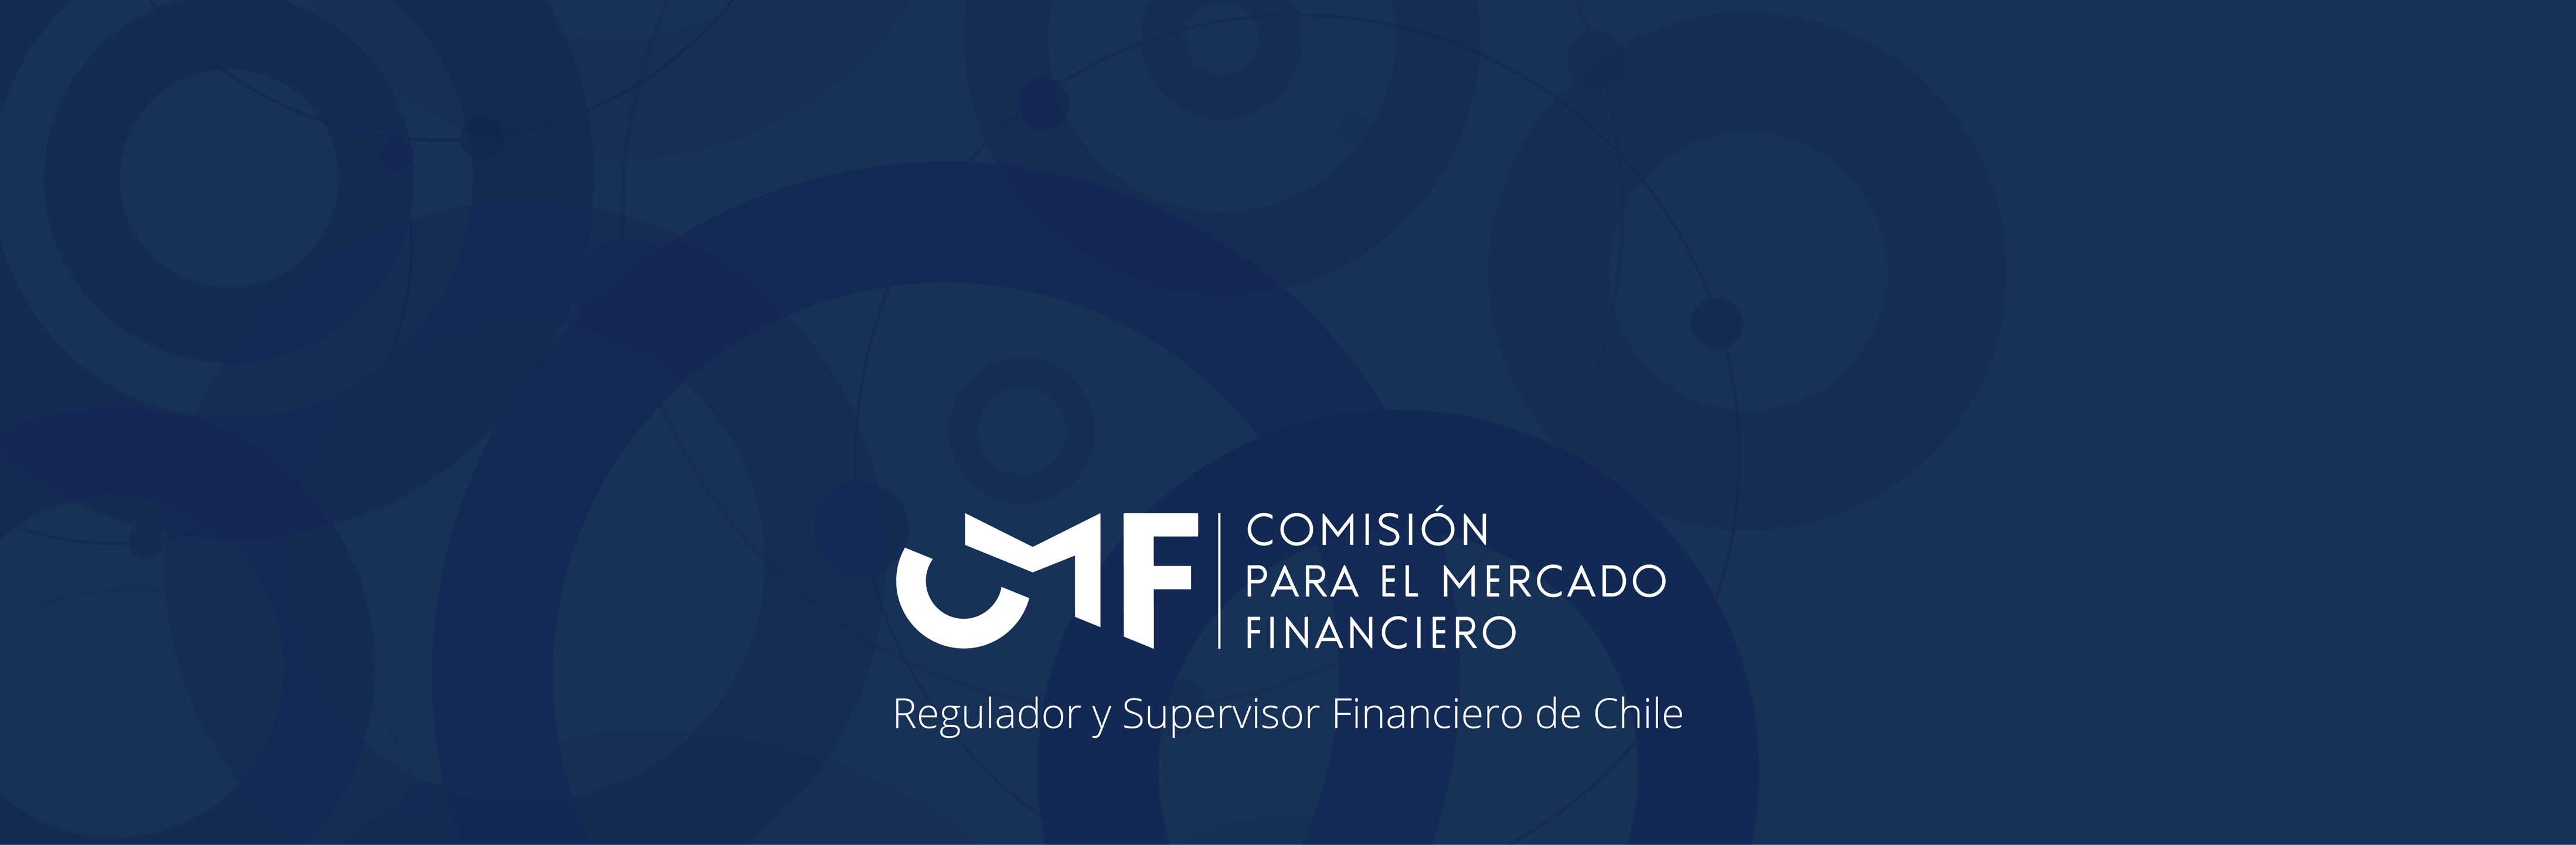 CMF
COMISIÓN
PARA EL MERCADO
FINANCIERO
Regulador y Supervisor Financiero de Chile